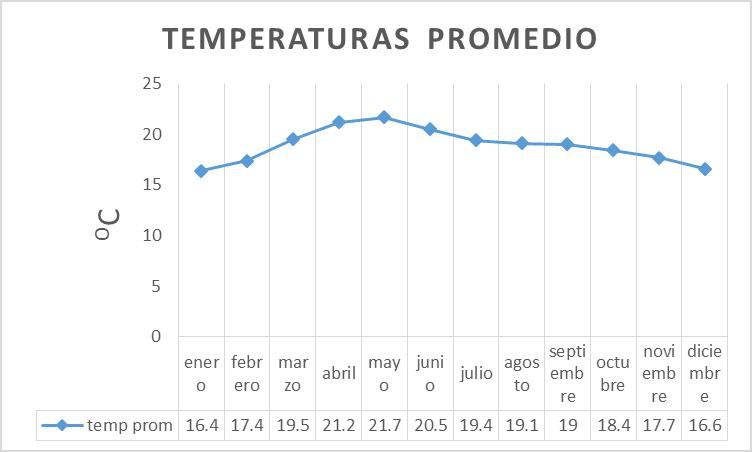 TEMPERATURAS PROMEDIO
25
20
15
10
5
0
ºC
enero febrero marzo abril mayo junio julio agosto septiembre octubre noviembre diciembre
temp prom 16.4 17.4 19.5 21.2 21.7 20.5 19.4 19.1 19 18.4 17.7 16.6